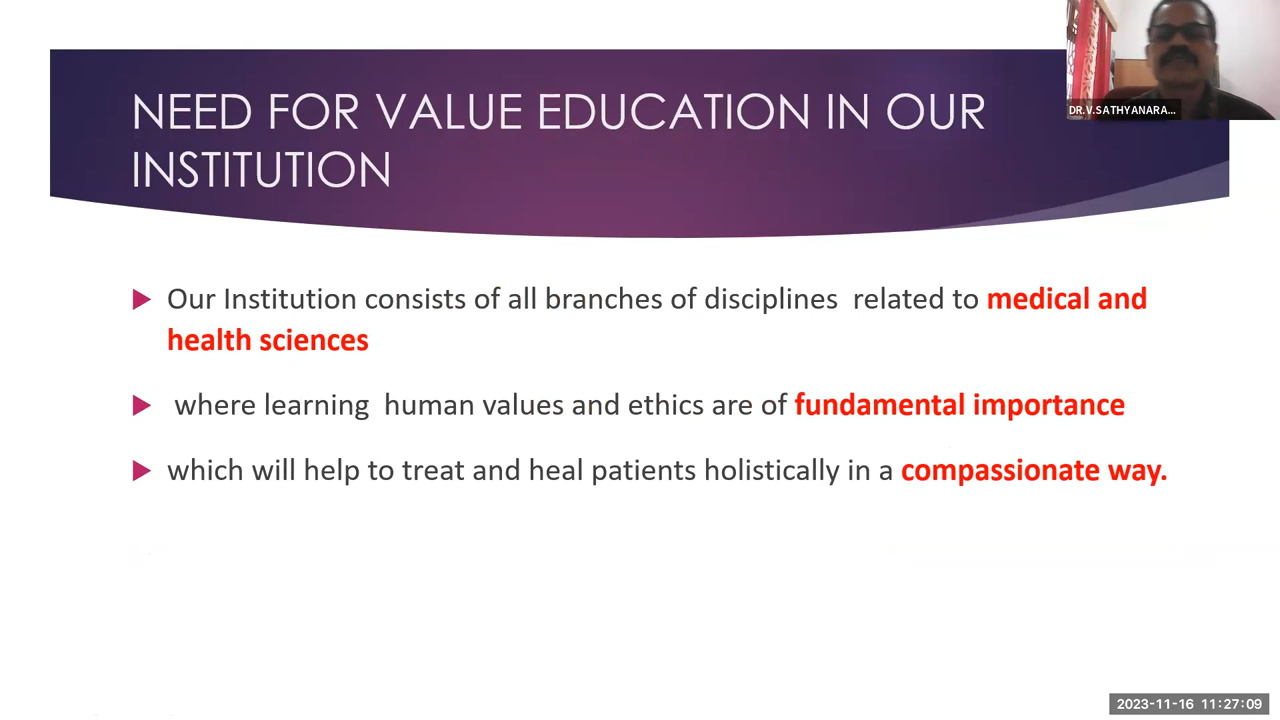 NEED FOR VALUE EDUCATION IN OUR
INSTITUTION
DR.V.SATHYANARA...
Our Institution consists of all branches of disciplines related to medical and
health sciences
where learning human values and ethics are of fundamental importance
which will help to treat and heal patients holistically in a compassionate way.
2023-11-16 11:27:09